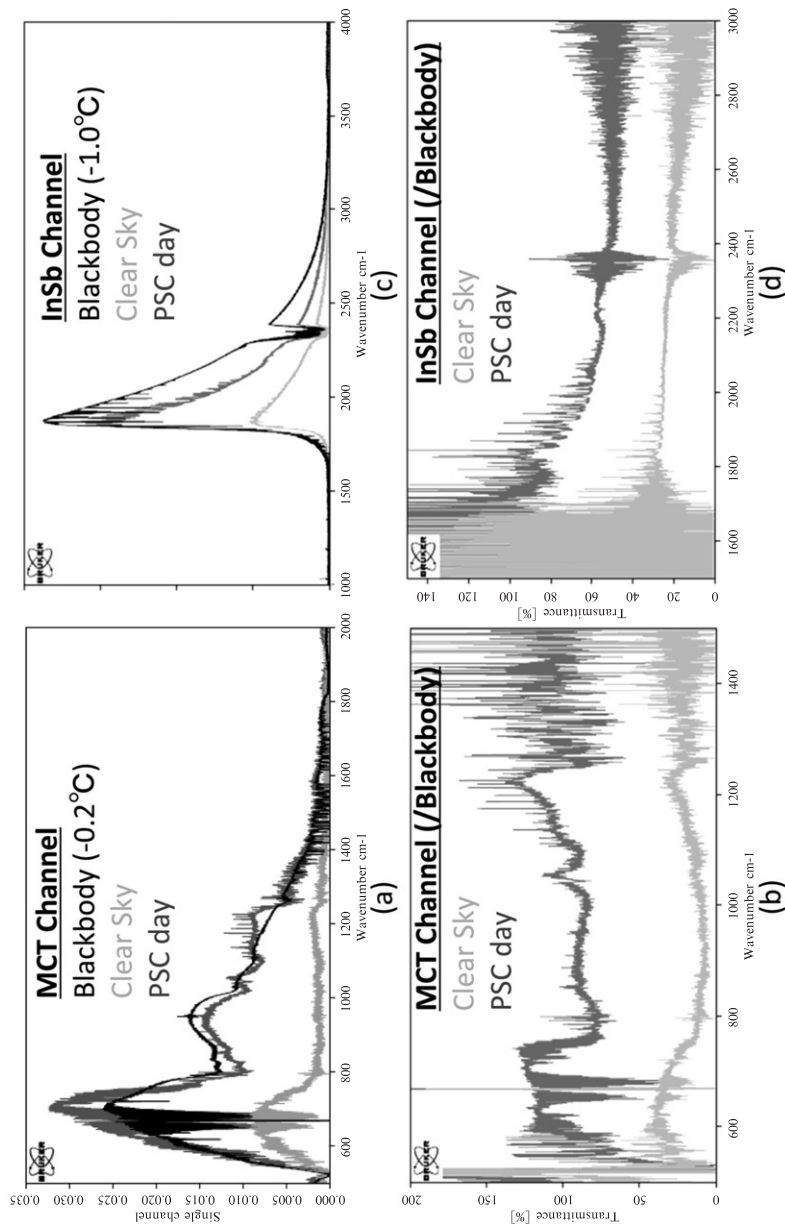 MCT Channel
Blackbody (-0.2°C)
Clear Sky
PSC day
BRUKER
Single channel
0.035
0.030
0.025
0.020
0.015
0.010
0.005
0.000
600
800
1000
1200
1400
1600
1800
2000
Wavenumber cm-1
(a)
InSb Channel
Blackbody (-1.0°C)
Clear Sky
PSC day
BRUKER
1000
1500
2000
2500
3000
3500
4000
Wavenumber cm-1
(c)
MCT Channel (/Blackbody)
Clear Sky
PSC day
BRUKER
Transmittance [%]
200
150
100
50
0
600
800
1000
1200
1400
Wavenumber cm-1
(b)
InSb Channel (/Blackbody)
Clear Sky
PSC day
BRUKER
Transmittance [%]
140
120
100
80
60
40
20
0
1600
1800
2000
2200
2400
2600
2800
3000
Wavenumber cm-1
(d)